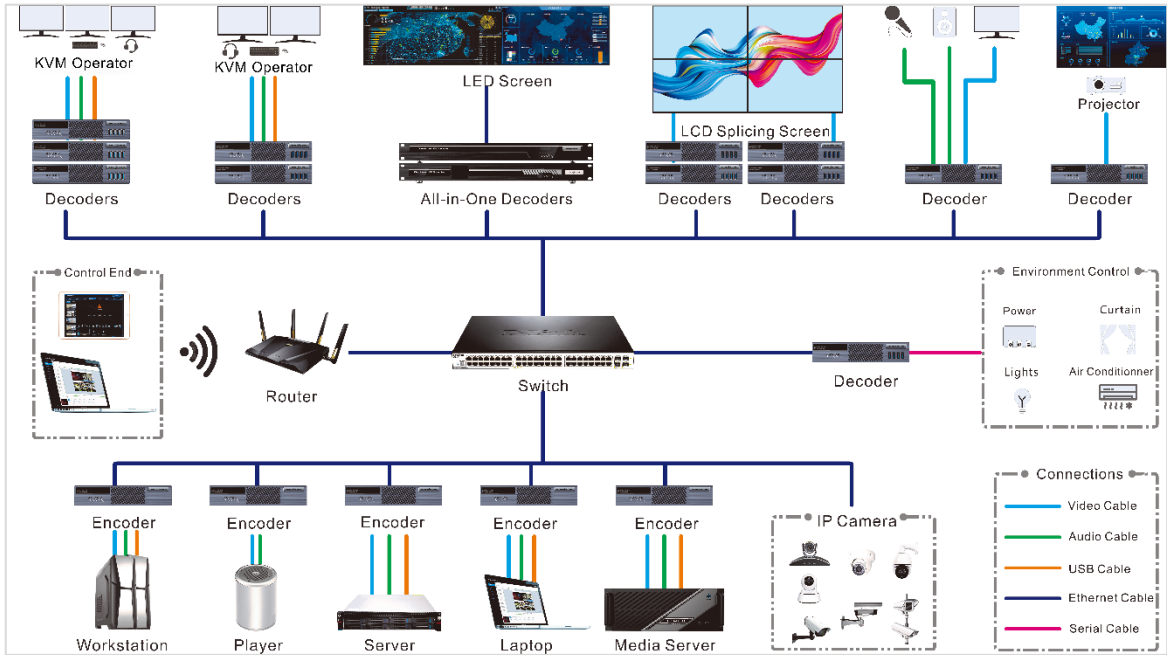 KVM Operator
KVM Operator
LED Screen
LCD Splicing Screen
Projector
Decoders
Decoders
All-in-One Decoders
Decoders
Decoders
Decoder
Decoder
Control End
Router
Switch
Decoder
Environment Control
Power
Curtain
Lights
Air Conditionner
Encoder
Encoder
Encoder
Encoder
Encoder
IP Camera
Workstation
Player
Server
Laptop
Media Server
Connections
Video Cable
Audio Cable
USB Cable
Ethernet Cable
Serial Cable